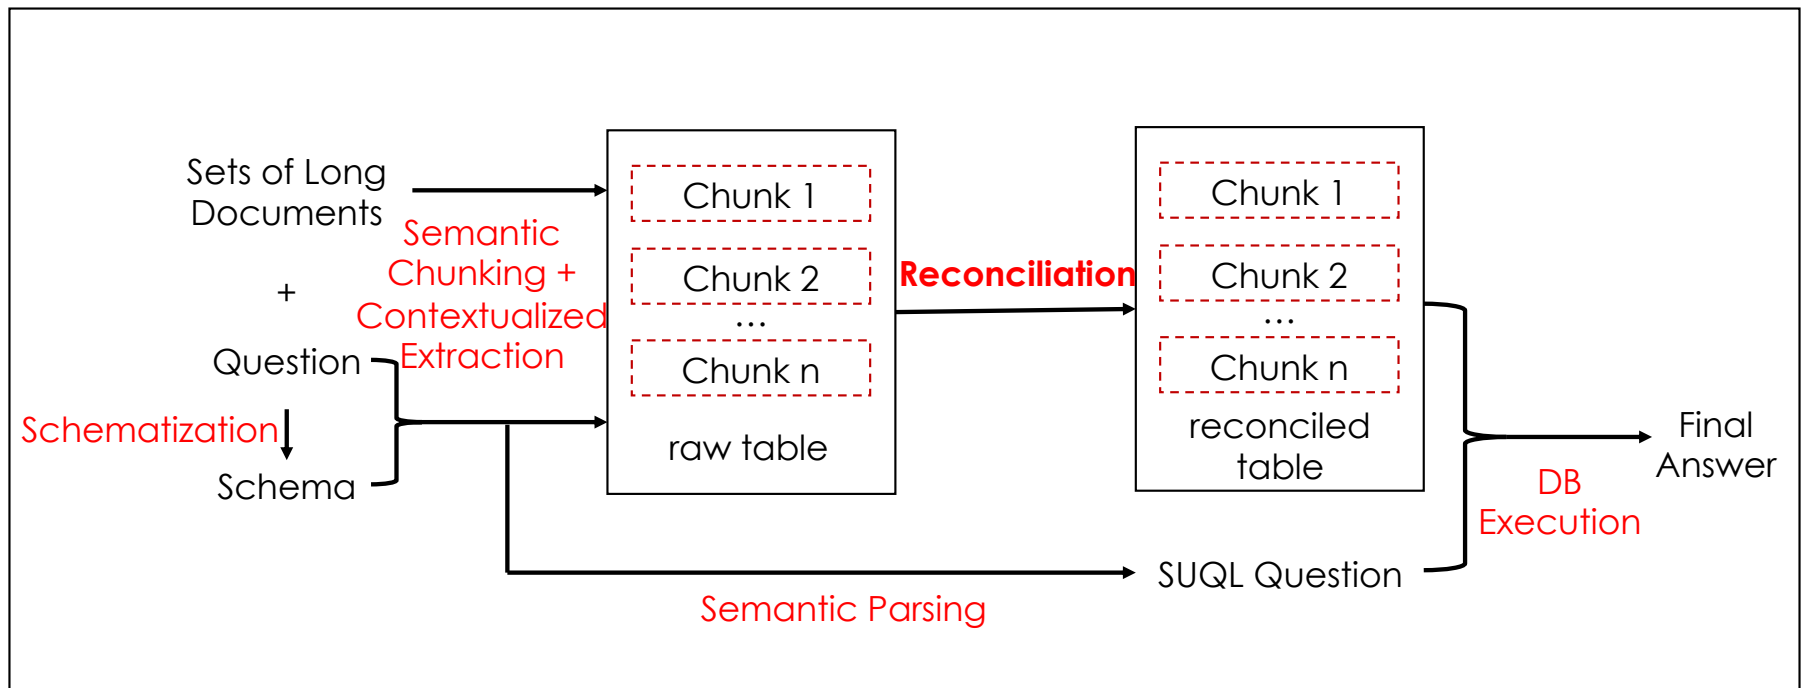 Sets of Long
Documents
+
Question
Schematization
Schema
Semantic
Chunking +
Contextualized
Extraction
Chunk 1
Chunk 2
...
Chunk n
raw table
Reconciliation
Chunk 1
Chunk 2
...
Chunk n
reconciled
table
Semantic Parsing
SUQL Question
DB
Execution
Final
Answer